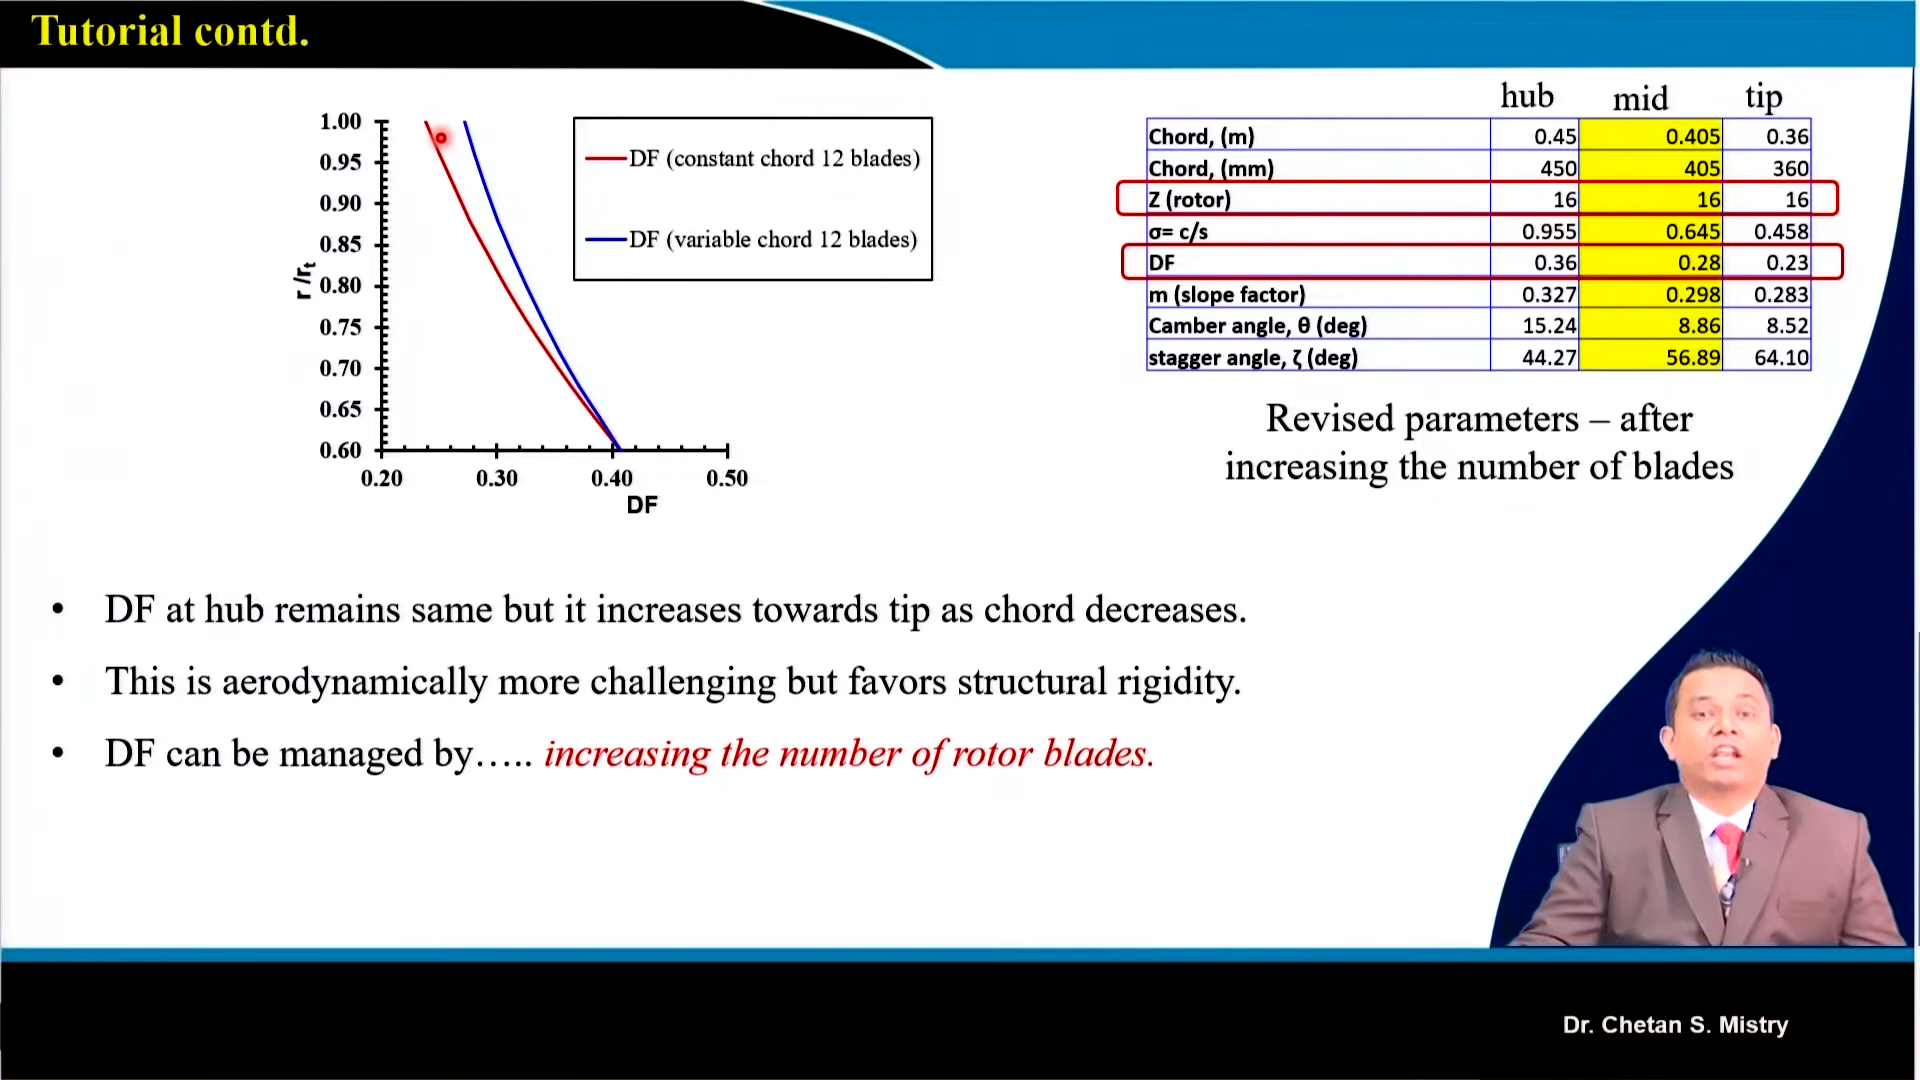 Tutorial contd.
1.00
0.95
0.90
0.85
0.80
0.75
0.70
0.65
0.60
r /rt
0.20 0.30 0.40 0.50
DF
DF (constant chord 12 blades)
DF (variable chord 12 blades)
hub mid tip
Chord, (m) 0.45 0.405 0.36
Chord, (mm) 450 405 360
Z (rotor) 16 16 16
σ= c/s 0.955 0.645 0.458
DF 0.36 0.28 0.23
m (slope factor) 0.327 0.298 0.283
Camber angle, θ (deg) 15.24 8.86 8.52
stagger angle, ζ (deg) 44.27 56.89 64.10
Revised parameters – after
increasing the number of blades
• DF at hub remains same but it increases towards tip as chord decreases.
• This is aerodynamically more challenging but favors structural rigidity.
• DF can be managed by….. increasing the number of rotor blades.
Dr. Chetan S. Mistry